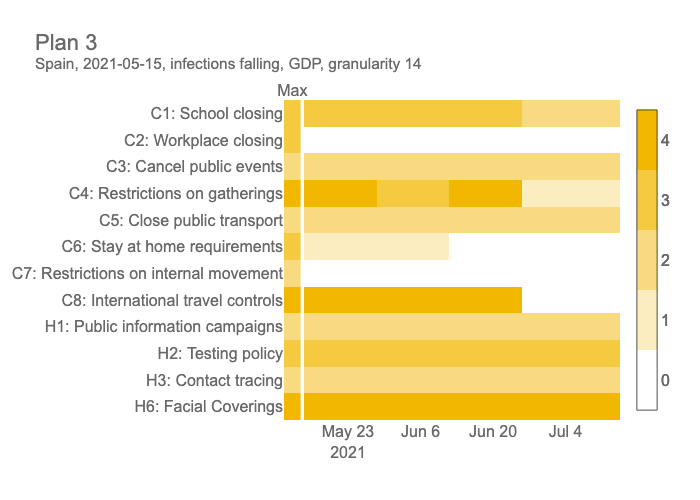 Plan 3
Spain, 2021-05-15, infections falling, GDP, granularity 14
Max
C1: School closing
C2: Workplace closing
C3: Cancel public events
C4: Restrictions on gatherings
C5: Close public transport
C6: Stay at home requirements
C7: Restrictions on internal movement
C8: International travel controls
H1: Public information campaigns
H2: Testing policy
H3: Contact tracing
H6: Facial Coverings
May 23 Jun 6 Jun 20 Jul 4
2021
4
3
2
1
0